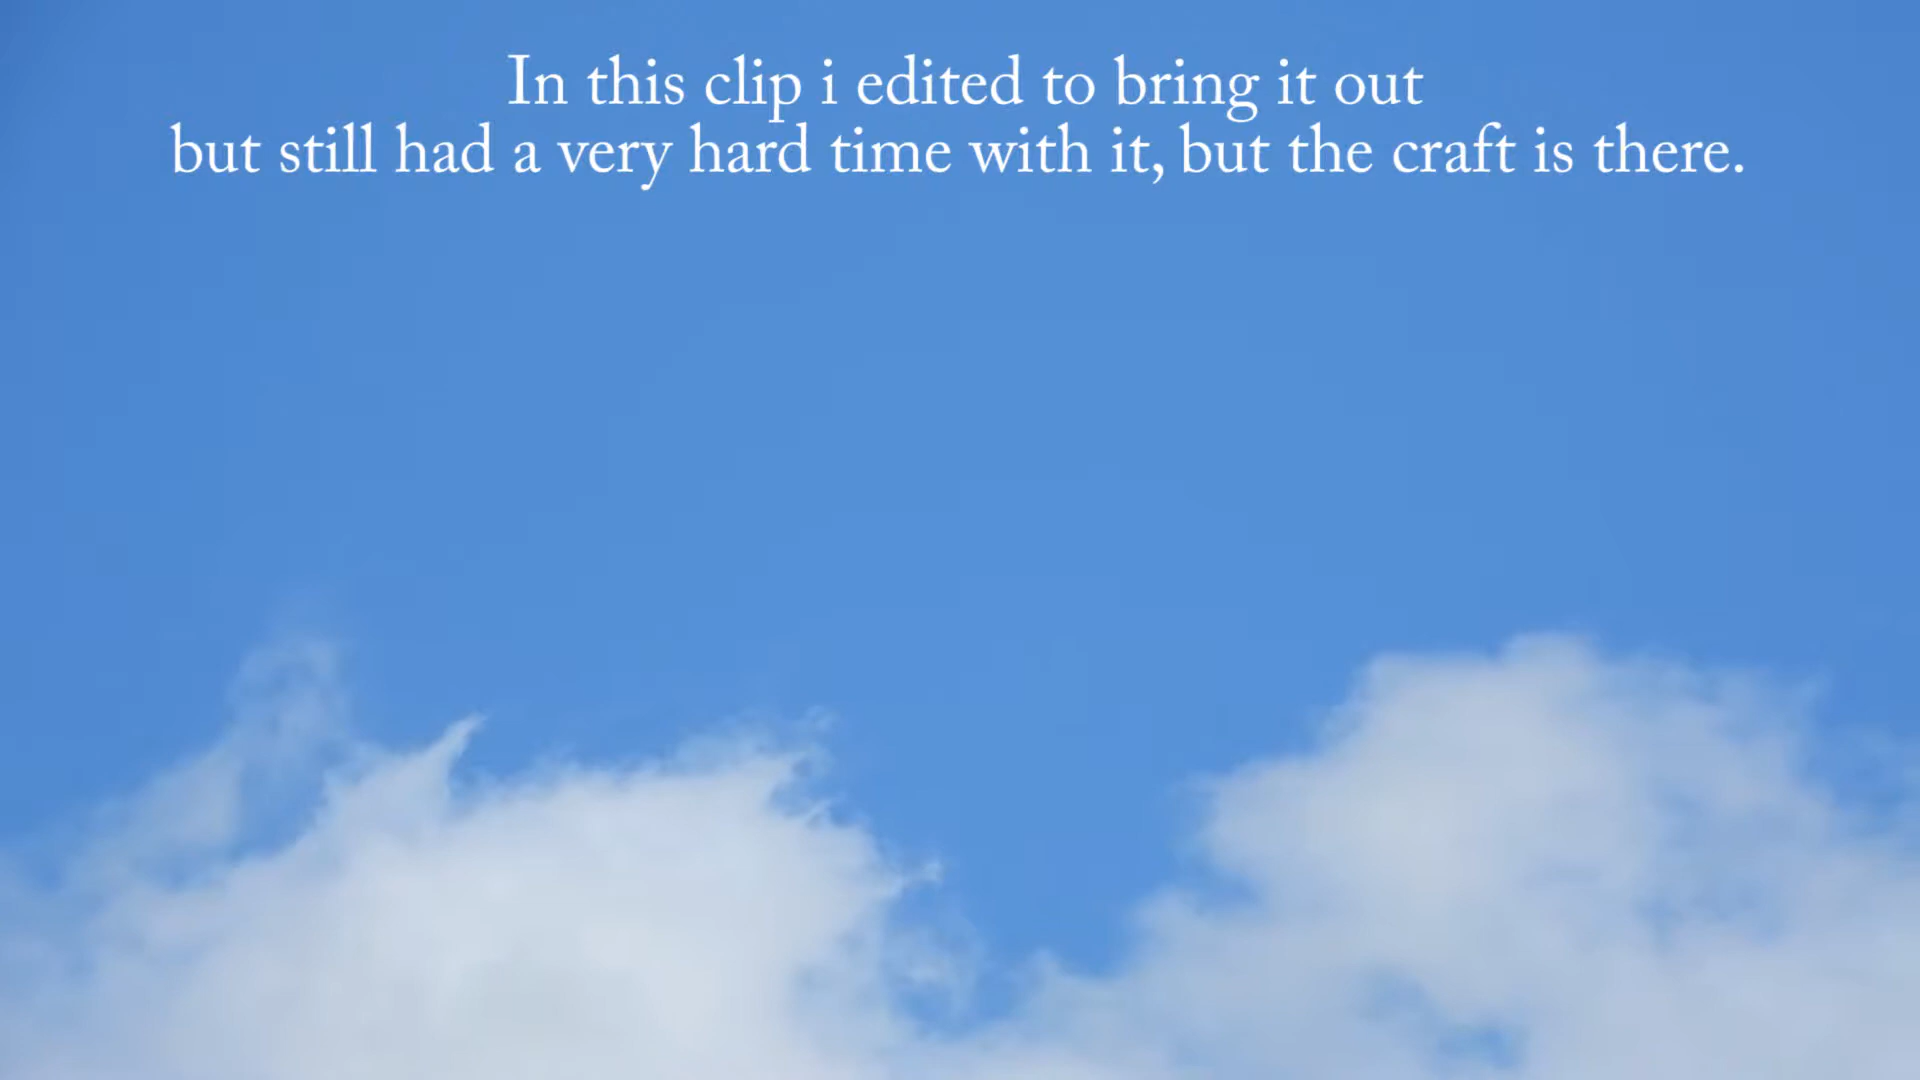 In this clip i edited to bring it out
but still had a very hard time with it, but the craft is there.